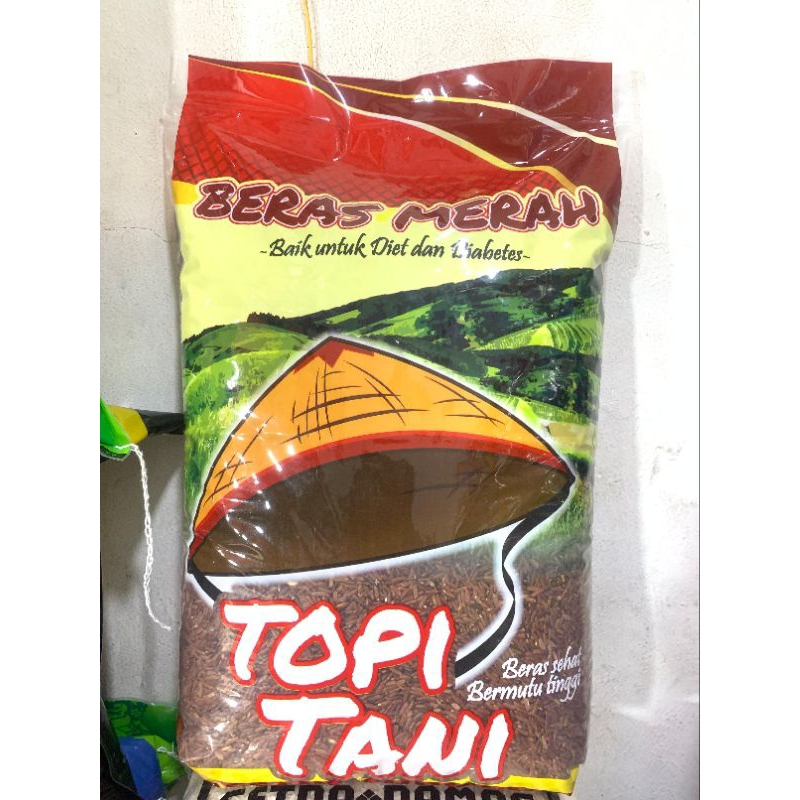 BERAS MERAH
-Baik untuk Diet dan Diabetes-
TOPI
TANI
Beras sehat
Bermutu tinggi